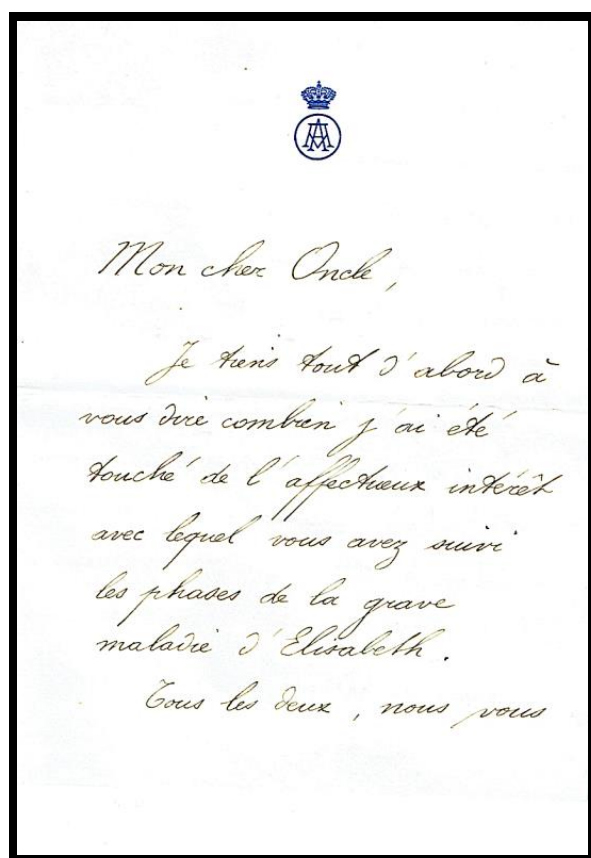 Mon cher Oncle,
Je tiens tout d'abord à
vous dire combien j'ai été
touché de l'affectueux intérêt
avec lequel vous avez suivi
les phases de la grave
maladie d'Elisabeth.
Tous les deux, nous vous